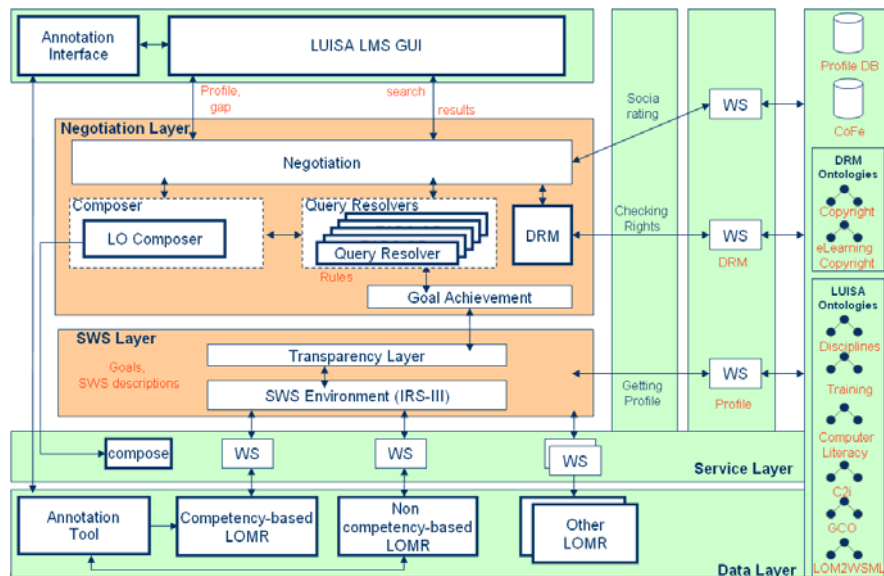 Annotation
Interface
LUISA LMS GUI
Profile,
gap
search
results
Negotiation Layer
Negotiation
Composer
LO Composer
Query Resolvers
Query Resolver
Rules
DRM
Goal Achievement
SWS Layer
Goals,
SWS descriptions
Transparency Layer
SWS Environment (IRS-III)
Socia
rating
Checking
Rights
Getting
Profile
WS
WS
DRM
WS
Profile
Profile DB
CoFe
DRM
Ontologies
Copyright
eLearning
Copyright
LUISA
Ontologies
Disciplines
Training
Computer
Literacy
C2i
GCO
LOM2WSML
compose
WS
WS
WS
Service Layer
Annotation
Tool
Competency-based
LOMR
Non
competency-based
LOMR
Other
LOMR
Data Layer